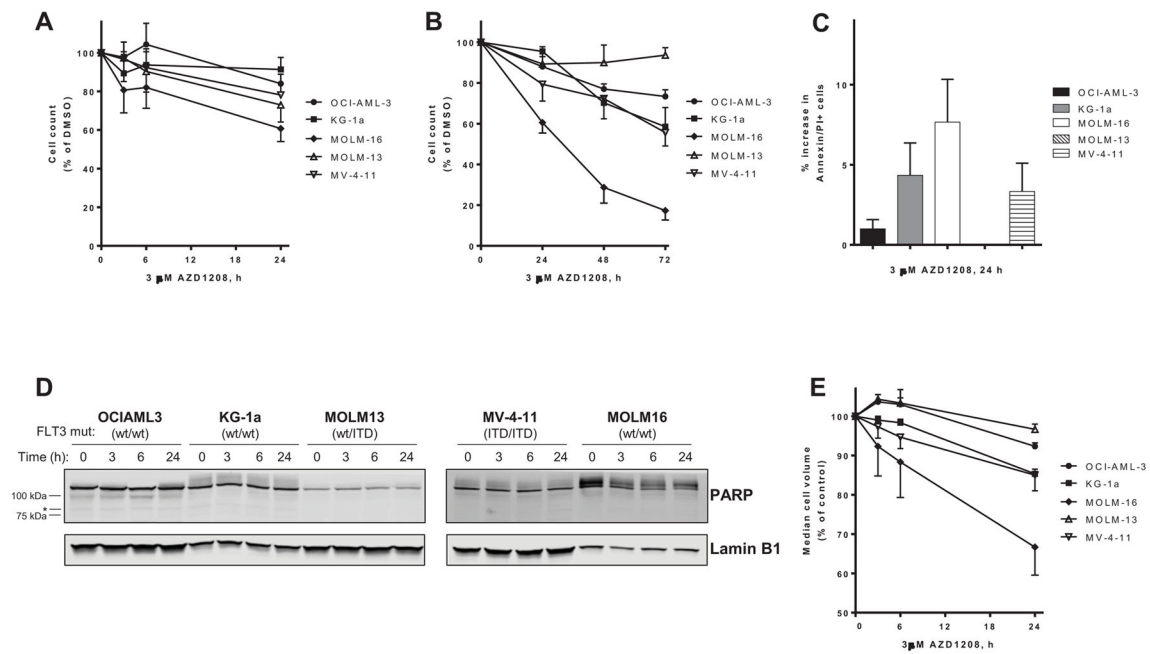 A
100
80
60
40
20
0
Cell count
(% of DMSO)
0 6 12 18 24
3 µM AZD1208, h
OCI-AML-3
KG-1a
MOLM-16
MOLM-13
MV-4-11
B
100
80
60
40
20
0
Cell count
(% of DMSO)
0 24 48 72
3 µM AZD1208, h
OCI-AML-3
KG-1a
MOLM-16
MOLM-13
MV-4-11
C
10
5
0
% increase in
Annexin/PI+ cells
3 µM AZD1208, 24 h
OCI-AML-3
KG-1a
MOLM-16
MOLM-13
MV-4-11
D
OCIAML3 KG-1a MOLM13 MV-4-11 MOLM16
FLT3 mut: (wt/wt) (wt/wt) (wt/ITD) (ITD/ITD) (wt/wt)
Time (h): 0 3 6 24 0 3 6 24 0 3 6 24 0 3 6 24 0 3 6 24
100 kDa
*
75 kDa
PARP
Lamin B1
E
100
90
80
70
60
50
Median cell volume
(% of control)
0 6 12 18 24
3µM AZD1208, h
OCI-AML-3
KG-1a
MOLM-16
MOLM-13
MV-4-11